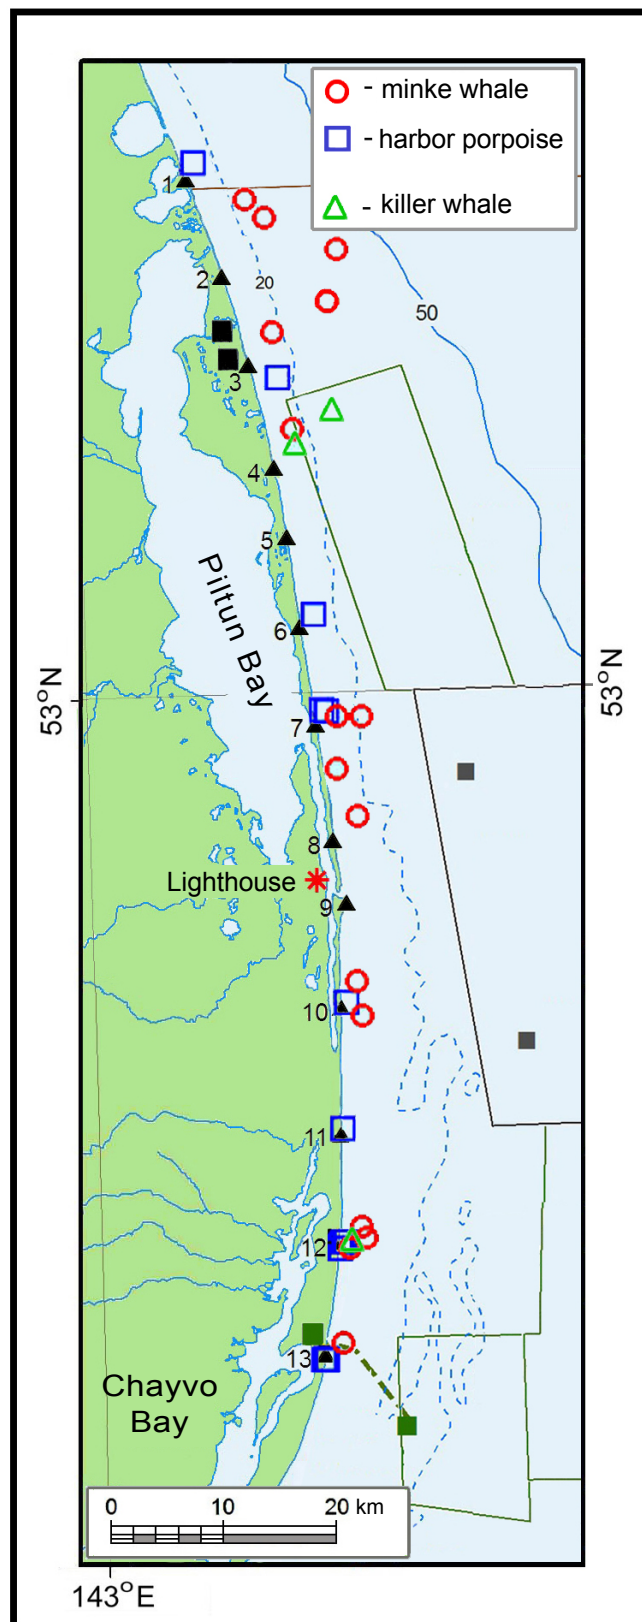 - minke whale
- harbor porpoise
- killer whale
1
2
20
50
3
4
5
Piltun Bay
6
53°N
53°N
7
8
Lighthouse
9
10
11
12
13
Chayvo
Bay
0 10 20 km
143°E